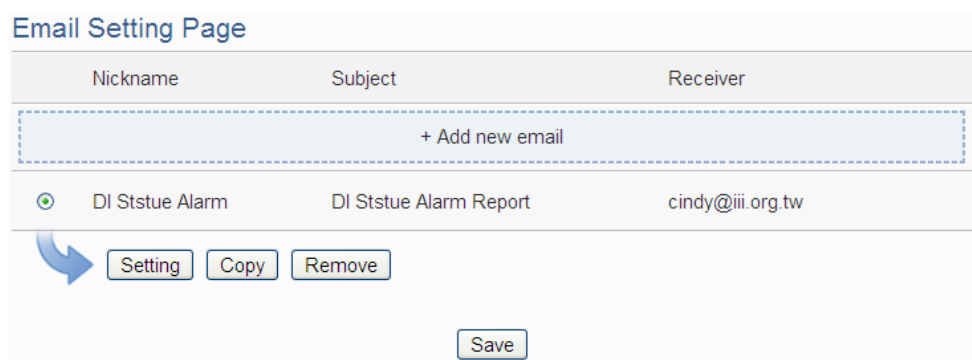 Email Setting Page
Nickname Subject Receiver
+ Add new email
DI Ststue Alarm DI Ststue Alarm Report cindy@iii.org.tw
Setting Copy Remove
Save